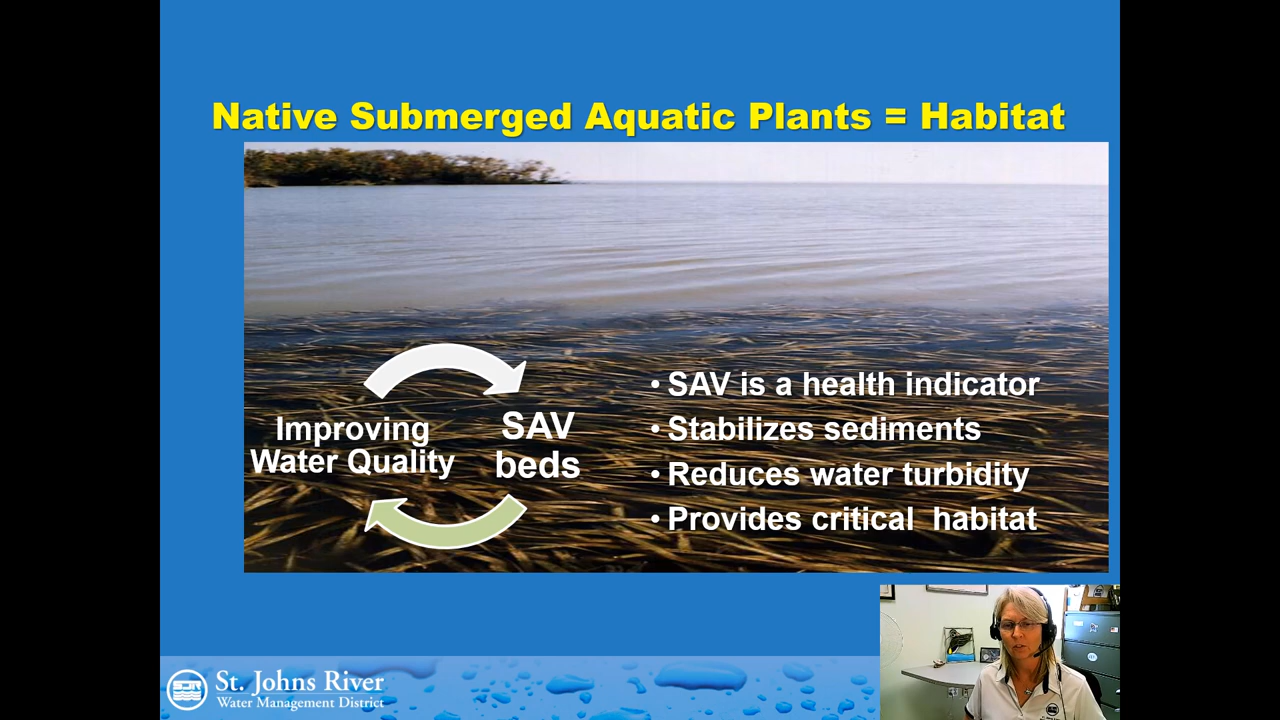 Native Submerged Aquatic Plants = Habitat
Improving
Water Quality
SAV
beds
• SAV is a health indicator
• Stabilizes sediments
• Reduces water turbidity
• Provides critical habitat
St. Johns River
Water Management District